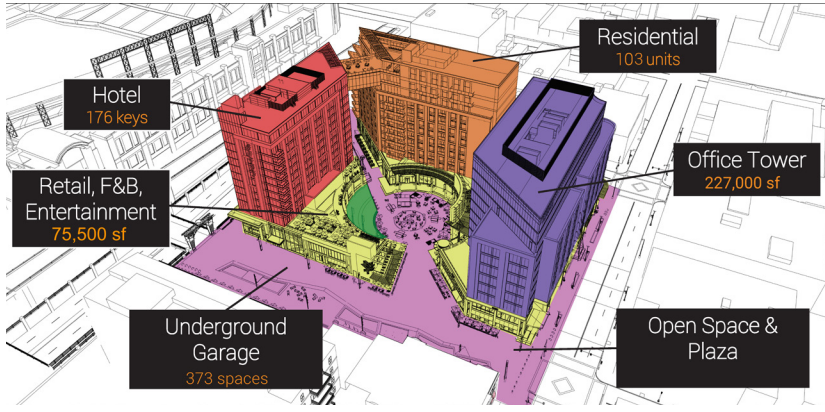 Residential
103 units
Hotel
176 keys
Office Tower
227,000 sf
Retail, F&B,
Entertainment
75,500 sf
Underground
Garage
373 spaces
Open Space &
Plaza